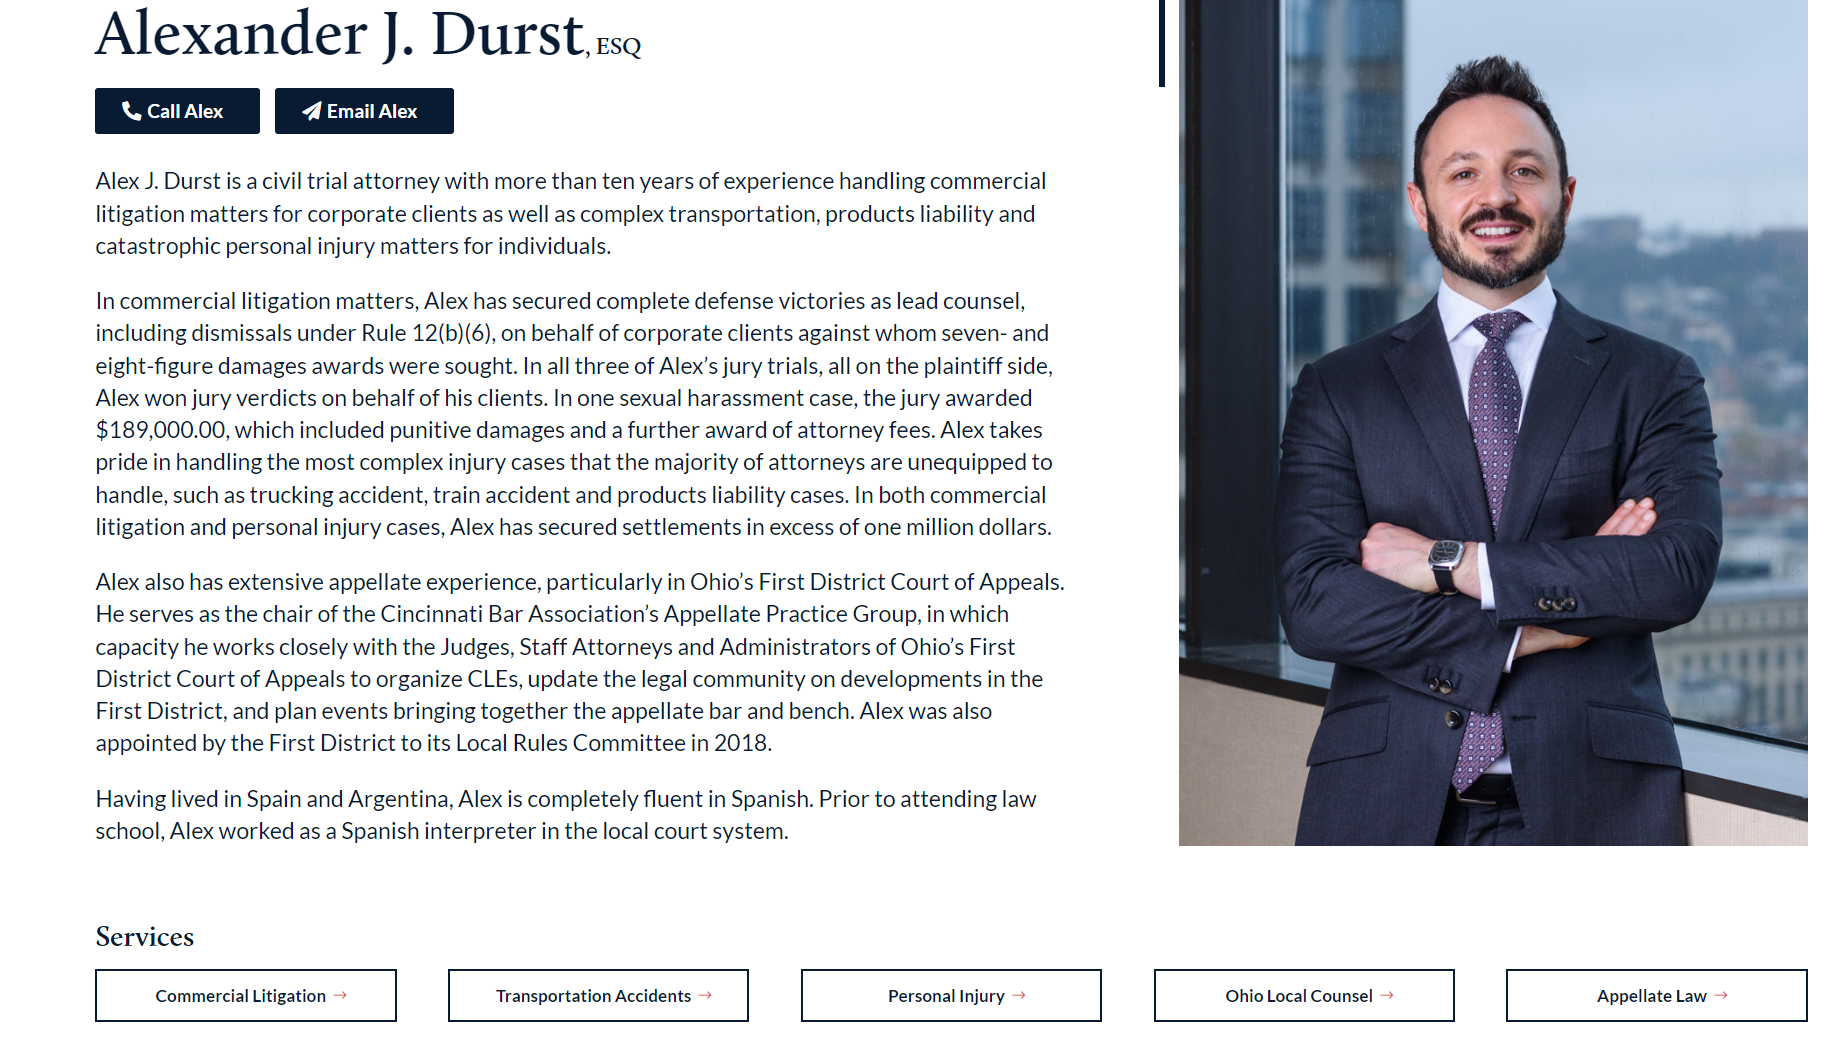 Alexander J. Durst, ESQ
Call Alex
Email Alex
Alex J. Durst is a civil trial attorney with more than ten years of experience handling commercial
litigation matters for corporate clients as well as complex transportation, products liability and
catastrophic personal injury matters for individuals.
In commercial litigation matters, Alex has secured complete defense victories as lead counsel,
including dismissals under Rule 12(b)(6), on behalf of corporate clients against whom seven- and
eight-figure damages awards were sought. In all three of Alex’s jury trials, all on the plaintiff side,
Alex won jury verdicts on behalf of his clients. In one sexual harassment case, the jury awarded
$189,000.00, which included punitive damages and a further award of attorney fees. Alex takes
pride in handling the most complex injury cases that the majority of attorneys are unequipped to
handle, such as trucking accident, train accident and products liability cases. In both commercial
litigation and personal injury cases, Alex has secured settlements in excess of one million dollars.
Alex also has extensive appellate experience, particularly in Ohio’s First District Court of Appeals.
He serves as the chair of the Cincinnati Bar Association’s Appellate Practice Group, in which
capacity he works closely with the Judges, Staff Attorneys and Administrators of Ohio’s First
District Court of Appeals to organize CLEs, update the legal community on developments in the
First District, and plan events bringing together the appellate bar and bench. Alex was also
appointed by the First District to its Local Rules Committee in 2018.
Having lived in Spain and Argentina, Alex is completely fluent in Spanish. Prior to attending law
school, Alex worked as a Spanish interpreter in the local court system.
Services
Commercial Litigation →
Transportation Accidents →
Personal Injury →
Ohio Local Counsel →
Appellate Law →